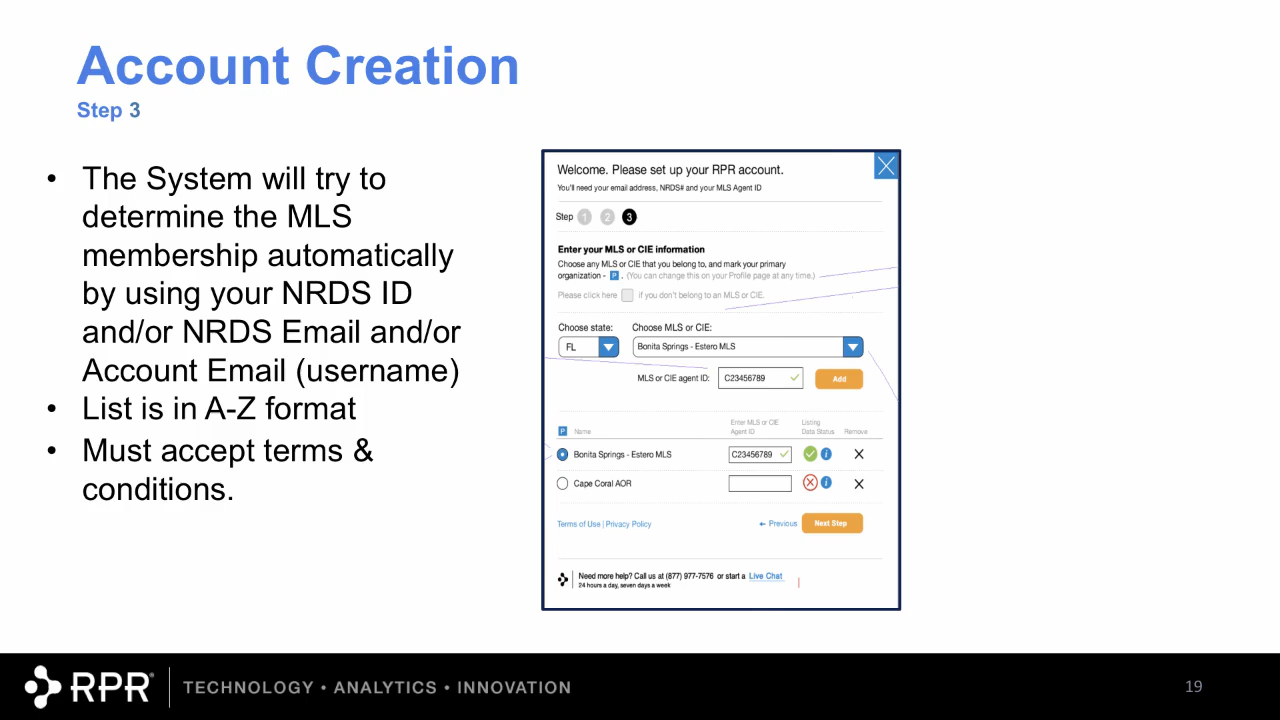 Account Creation
Step 3
• The System will try to
determine the MLS
membership automatically
by using your NRDS ID
and/or NRDS Email and/or
Account Email (username)
• List is in A-Z format
• Must accept terms &
conditions.
Welcome. Please set up your RPR account.
You'll need your email address, NRDS# and your MLS Agent ID
Step 1 2 3
Enter your MLS or CIE information
Choose any MLS or CIE that you belong to, and mark your primary
organization - P . (You can change this on your Profile page at any time.)
Please click here if you don't belong to an MLS or CIE.
Choose state: Choose MLS or CIE:
FL Bonita Springs - Estero MLS
MLS or CIE agent ID: C23456789 Add
P Name Enter MLS or CIE Agent ID Listing Data Status Remove
Bonita Springs - Estero MLS C23456789 i X
Cape Coral AOR i X
Terms of Use | Privacy Policy Previous Next Step
Need more help? Call us at (877) 977-7576 or start a Live Chat
24 hours a day, seven days a week
RPR® TECHNOLOGY • ANALYTICS • INNOVATION 19